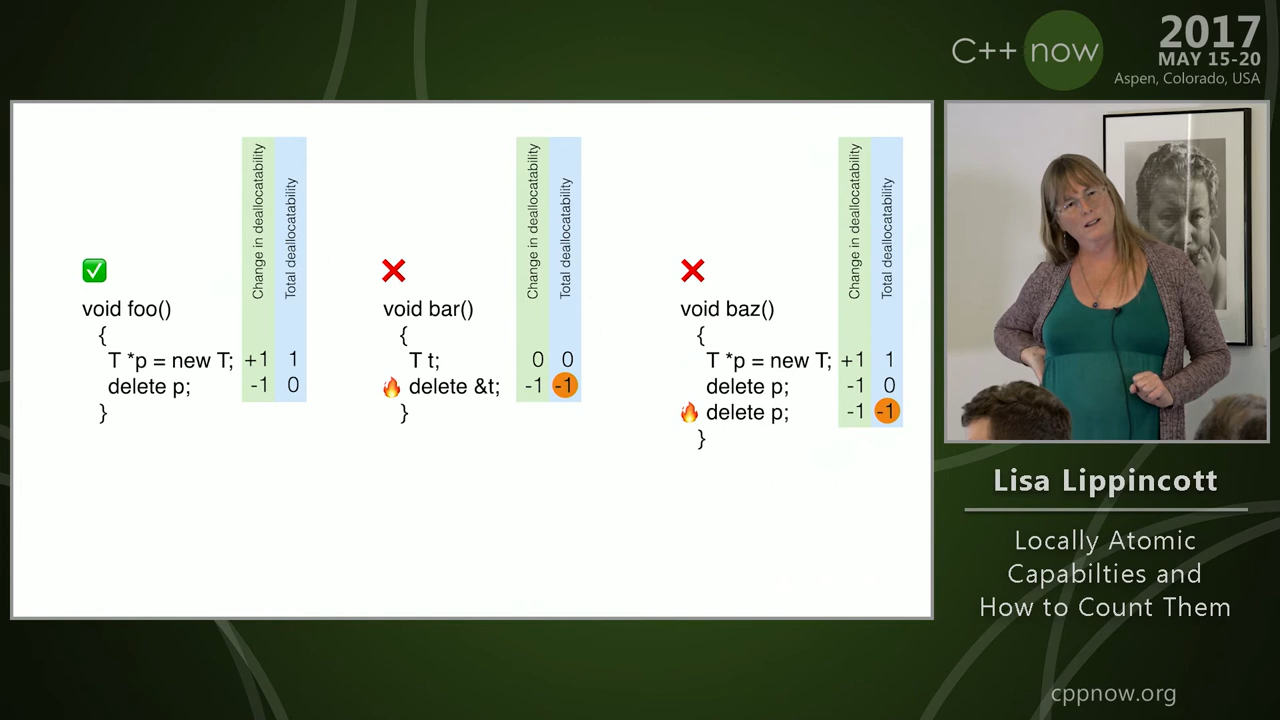 C++ now
2017
MAY 15-20
Aspen, Colorado, USA
Change in deallocatability
Total deallocatability
void foo()
{
T *p = new T; +1 1
delete p; -1 0
}
Change in deallocatability
Total deallocatability
void bar()
{
T t; 0 0
delete &t; -1 -1
}
Change in deallocatability
Total deallocatability
void baz()
{
T *p = new T; +1 1
delete p; -1 0
delete p; -1 -1
}
Lisa Lippincott
Locally Atomic
Capabilties and
How to Count Them
cppnow.org